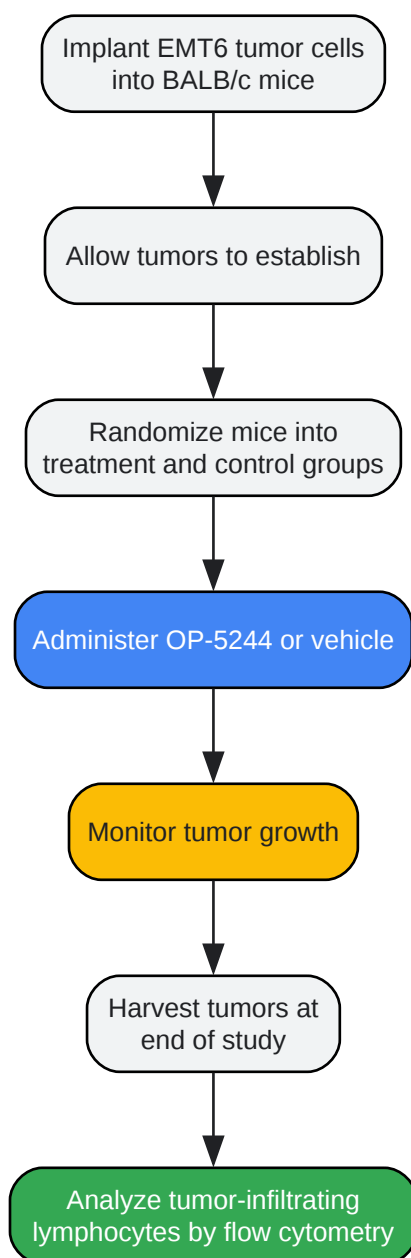 Implant EMT6 tumor cells
into BALB/c mice
Allow tumors to establish
Randomize mice into
treatment and control groups
Administer OP-5244 or vehicle
Monitor tumor growth
Harvest tumors at
end of study
Analyze tumor-infiltrating
lymphocytes by flow cytometry